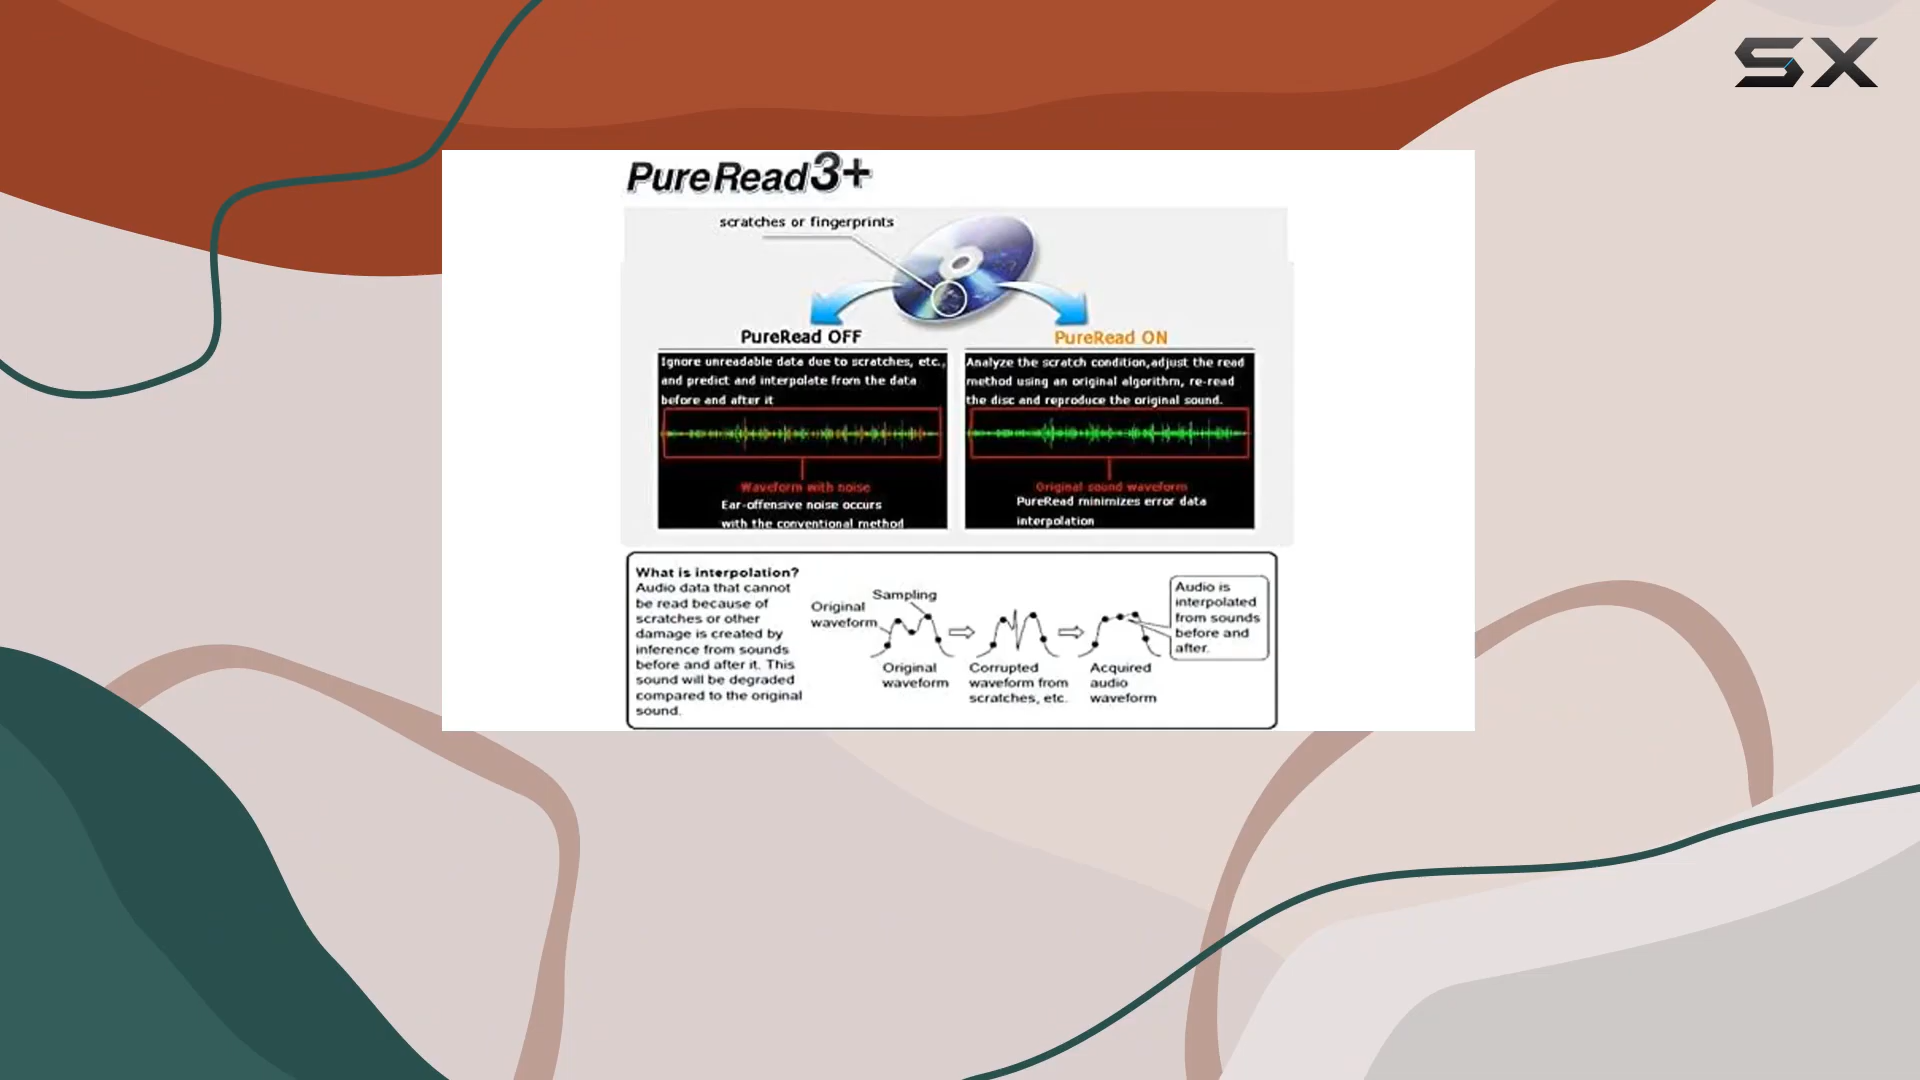 SX
PureRead3+
scratches or fingerprints
PureRead OFF
Ignore unreadable data due to scratches, etc.,
and predict and interpolate from the data
before and after it
Waveform with noise
Ear-offensive noise occurs
with the conventional method
PureRead ON
Analyze the scratch condition,adjust the read
method using an original algorithm, re-read
the disc and reproduce the original sound.
Original sound waveform
PureRead minimizes error data
interpolation
What is interpolation?
Audio data that cannot
be read because of
scratches or other
damage is created by
inference from sounds
before and after it. This
sound will be degraded
compared to the original
sound.
Sampling
Original
waveform
Original
waveform
Corrupted
waveform from
scratches, etc.
Acquired
audio
waveform
Audio is
interpolated
from sounds
before and
after.